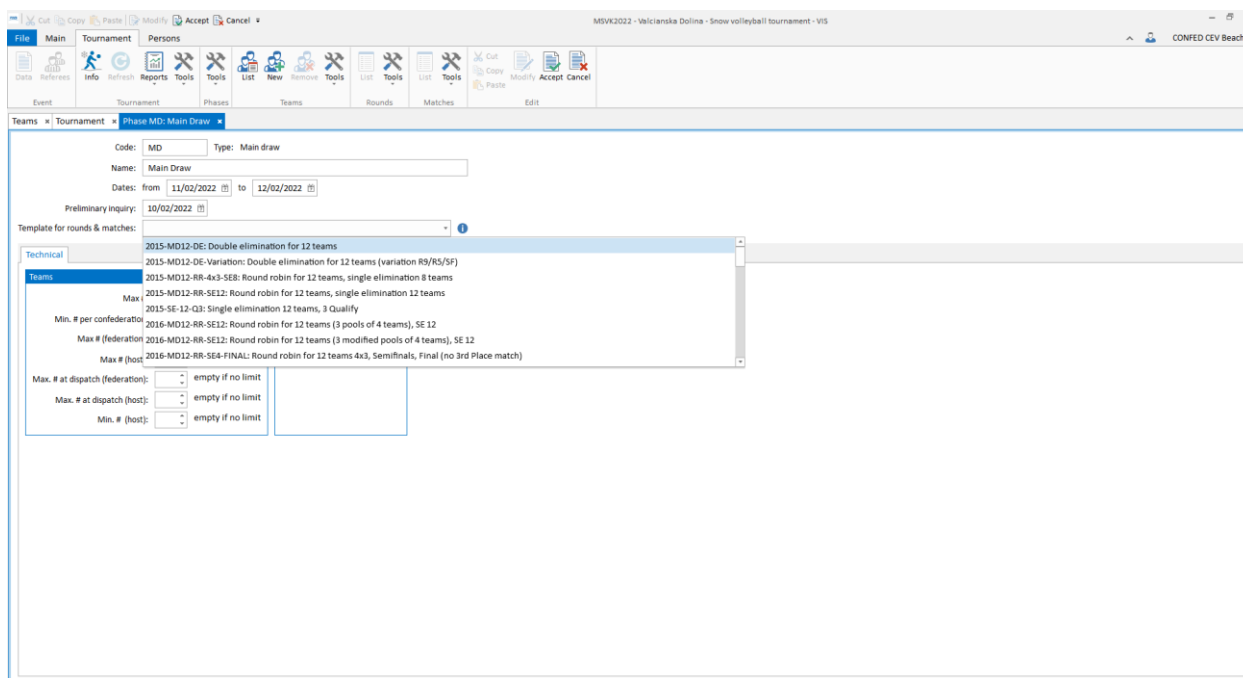 Cut Copy Paste Modify Accept Cancel
MSVK2022 - Valcianska Dolina - Snow volleyball tournament - VIS
File Main Tournament Persons
CONFED CEV Beach
Data Referees Info Refresh Reports Tools Tools List New Remove Tools List Tools List Tools
Cut
Copy
Paste
Modify Accept Cancel
Event Tournament Phases Teams Rounds Matches Edit
Teams x Tournament x Phase MD: Main Draw x
Code: MD Type: Main draw
Name: Main Draw
Dates: from 11/02/2022 to 12/02/2022
Preliminary inquiry: 10/02/2022
Template for rounds & matches:
2015-MD12-DE: Double elimination for 12 teams
Technical
2015-MD12-DE-Variation: Double elimination for 12 teams (variation R9/R5/SF)
Teams
2015-MD12-RR-4x3-SE8: Round robin for 12 teams, single elimination 8 teams
Max
2015-MD12-RR-SE12: Round robin for 12 teams, single elimination 12 teams
2015-SE-12-Q3: Single elimination 12 teams, 3 Qualify
Min. # per confederatio
2016-MD12-RR-SE12: Round robin for 12 teams (3 pools of 4 teams), SE 12
Max # (federation
2016-MD12-RR-SE12: Round robin for 12 teams (3 modified pools of 4 teams), SE 12
Max # (host
2016-MD12-RR-SE4-FINAL: Round robin for 12 teams 4x3, Semifinals, Final (no 3rd Place match)
Max. # at dispatch (federation): empty if no limit
Max. # at dispatch (host): empty if no limit
Min. # (host): empty if no limit